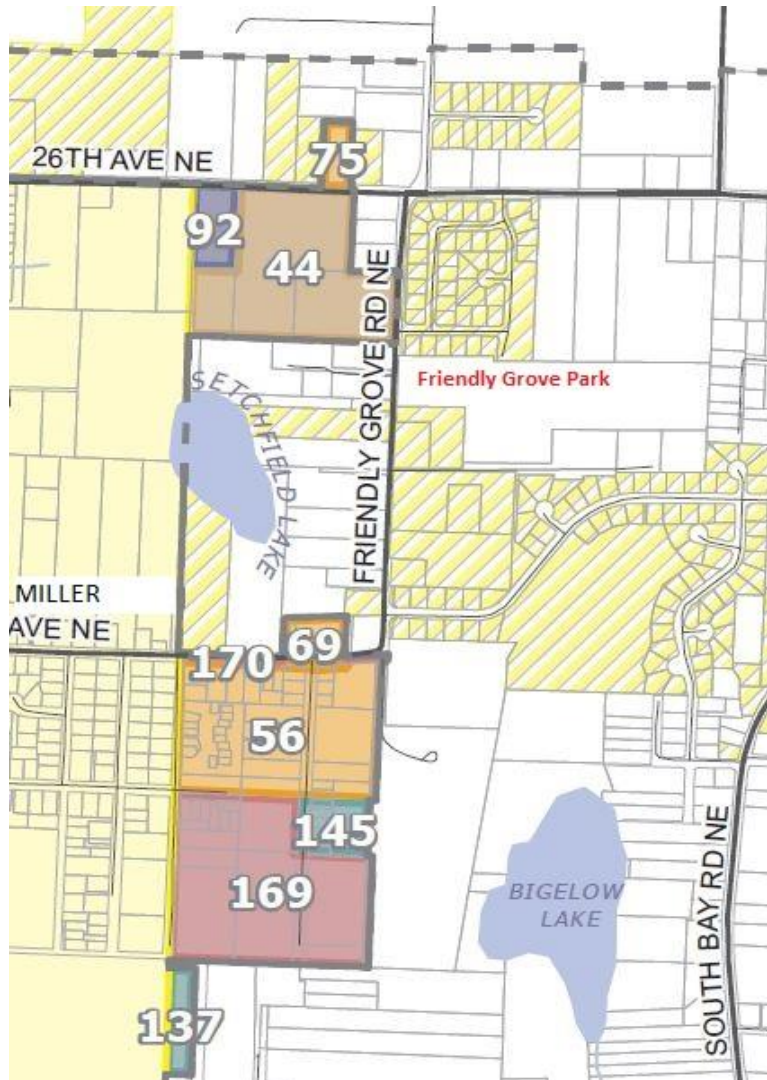 26TH AVE NE
75
92
44
FRIENDLY GROVE RD NE
Friendly Grove Park
SETCHFIELD LAKE
MILLER
AVE NE
69
170
56
145
169
BIGELOW
LAKE
SOUTH BAY RD NE
137